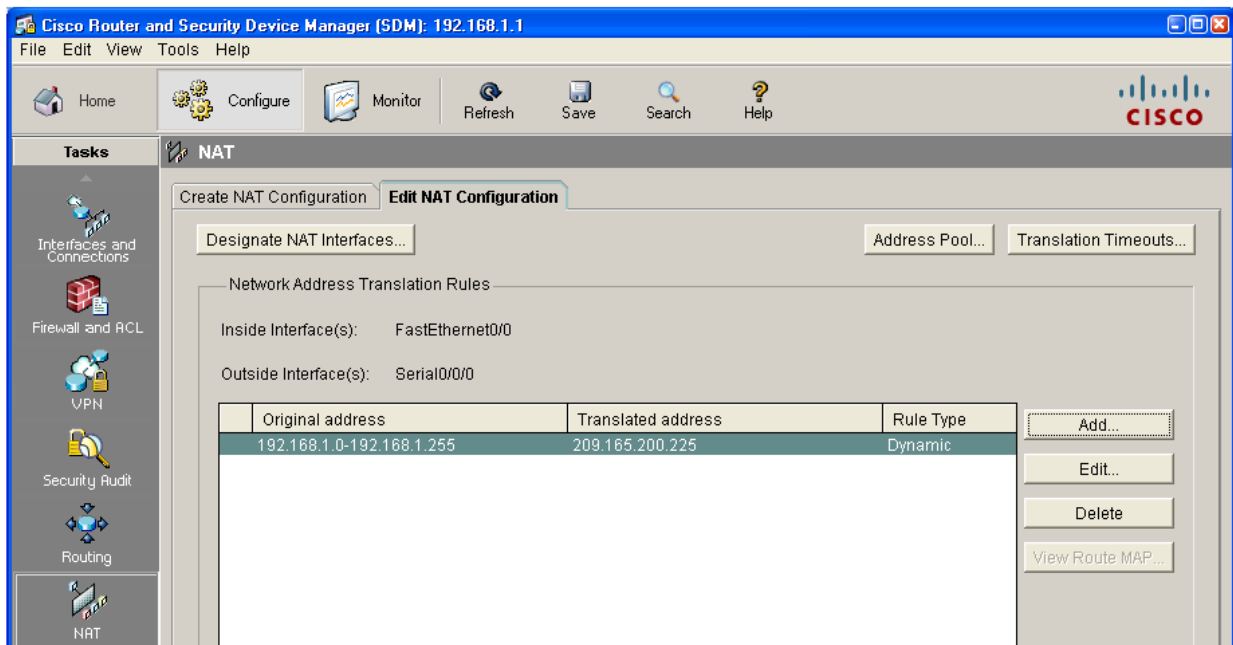 Cisco Router and Security Device Manager (SDM): 192.168.1.1
File Edit View Tools Help
Home Configure Monitor Refresh Save Search Help
CISCO
Tasks
NAT
Create NAT Configuration Edit NAT Configuration
Interfaces and Connections
Designate NAT Interfaces... Address Pool... Translation Timeouts...
Network Address Translation Rules
Firewall and ACL
Inside Interface(s): FastEthernet0/0
Outside Interface(s): Serial0/0/0
VPN
Original address Translated address Rule Type
192.168.1.0-192.168.1.255 209.165.200.225 Dynamic
Add...
Edit...
Security Audit
Delete
Routing
View Route MAP...
NAT